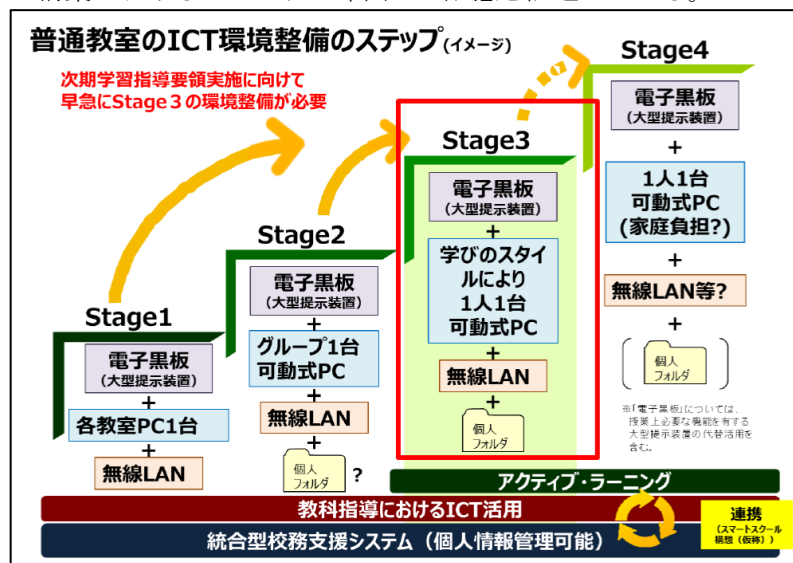 普通教室のICT環境整備のステップ(イメージ)
次期学習指導要領実施に向けて
早急にStage3の環境整備が必要
Stage1
電子黒板
(大型提示装置)
+
各教室PC1台
+
無線LAN
Stage2
電子黒板
(大型提示装置)
+
グループ1台
可動式PC
+
無線LAN
+
個人
フォルダ
?
Stage3
電子黒板
(大型提示装置)
+
学びのスタイ
ルにより
1人1台
可動式PC
+
無線LAN
+
個人
フォルダ
Stage4
電子黒板
(大型提示装置)
+
1人1台
可動式PC
(家庭負担?)
+
無線LAN等?
+
( 個人
フォルダ )
※「電子黒板」については、
授業上必要な機能を有する
大型提示装置の代替活用を
含む。
アクティブ・ラーニング
教科指導におけるICT活用
統合型校務支援システム（個人情報管理可能）
連携
(スマートスクール
構想（仮称）)